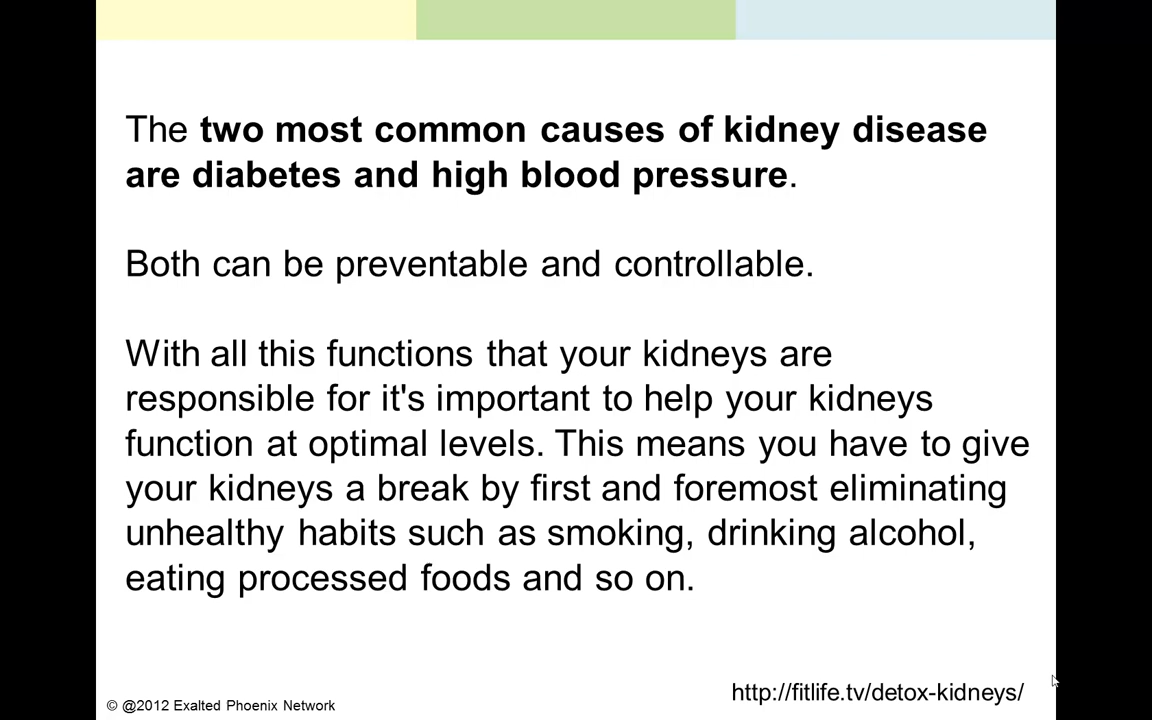 The two most common causes of kidney disease
are diabetes and high blood pressure.
Both can be preventable and controllable.
With all this functions that your kidneys are
responsible for it's important to help your kidneys
function at optimal levels. This means you have to give
your kidneys a break by first and foremost eliminating
unhealthy habits such as smoking, drinking alcohol,
eating processed foods and so on.
http://fitlife.tv/detox-kidneys/
© @2012 Exalted Phoenix Network